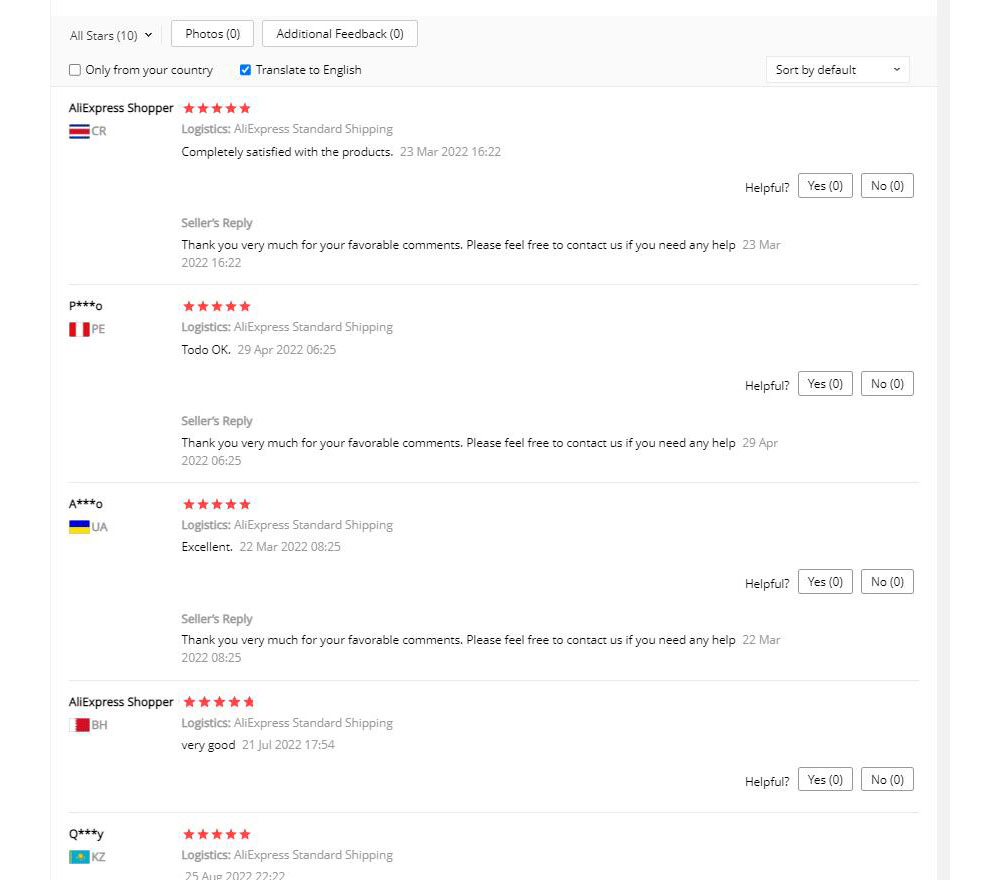 All Stars (10) Photos (0) Additional Feedback (0)
Only from your country Translate to English Sort by default
AliExpress Shopper
CR
Logistics: AliExpress Standard Shipping
Completely satisfied with the products. 23 Mar 2022 16:22
Helpful? Yes (0) No (0)
Seller's Reply
Thank you very much for your favorable comments. Please feel free to contact us if you need any help 23 Mar
2022 16:22
P***o
PE
Logistics: AliExpress Standard Shipping
Todo OK. 29 Apr 2022 06:25
Helpful? Yes (0) No (0)
Seller's Reply
Thank you very much for your favorable comments. Please feel free to contact us if you need any help 29 Apr
2022 06:25
A***o
UA
Logistics: AliExpress Standard Shipping
Excellent. 22 Mar 2022 08:25
Helpful? Yes (0) No (0)
Seller's Reply
Thank you very much for your favorable comments. Please feel free to contact us if you need any help 22 Mar
2022 08:25
AliExpress Shopper
BH
Logistics: AliExpress Standard Shipping
very good 21 Jul 2022 17:54
Helpful? Yes (0) No (0)
Q***y
KZ
Logistics: AliExpress Standard Shipping
25 Aug 2022 22:22